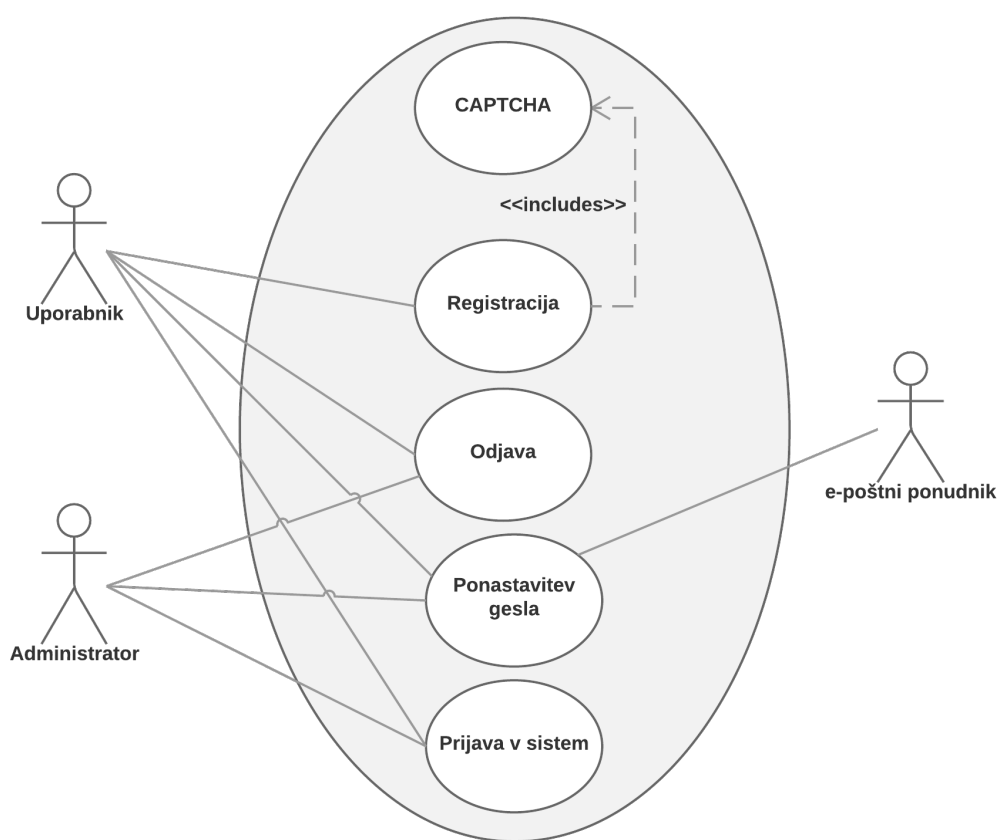 CAPTCHA
<<includes>>
Registracija
Uporabnik
Odjava
e-poštni ponudnik
Ponastavitev
gesla
Administrator
Prijava v sistem